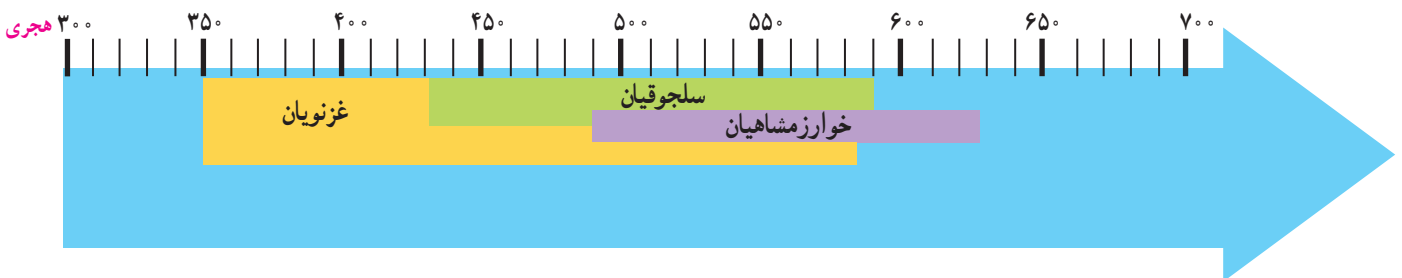 هجری ۳۰۰ ۳۵۰ ۴۰۰ ۴۵۰ ۵۰۰ ۵۵۰ ۶۰۰ ۶۵۰ ۷۰۰
سلجوقیان
غزنویان
خوارزمشاهیان